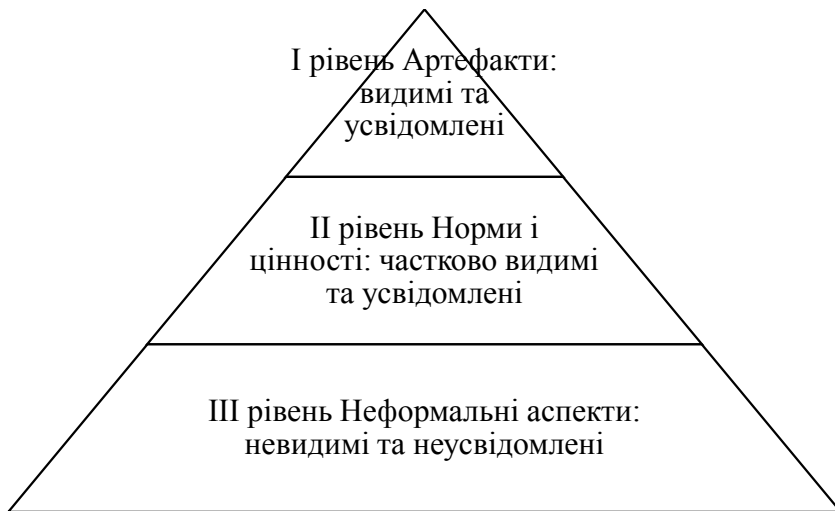 I рівень Артефакти:
видимі та
усвідомлені
II рівень Норми і
цінності: частково видимі
та усвідомлені
III рівень Неформальні аспекти:
невидимі та неусвідомлені